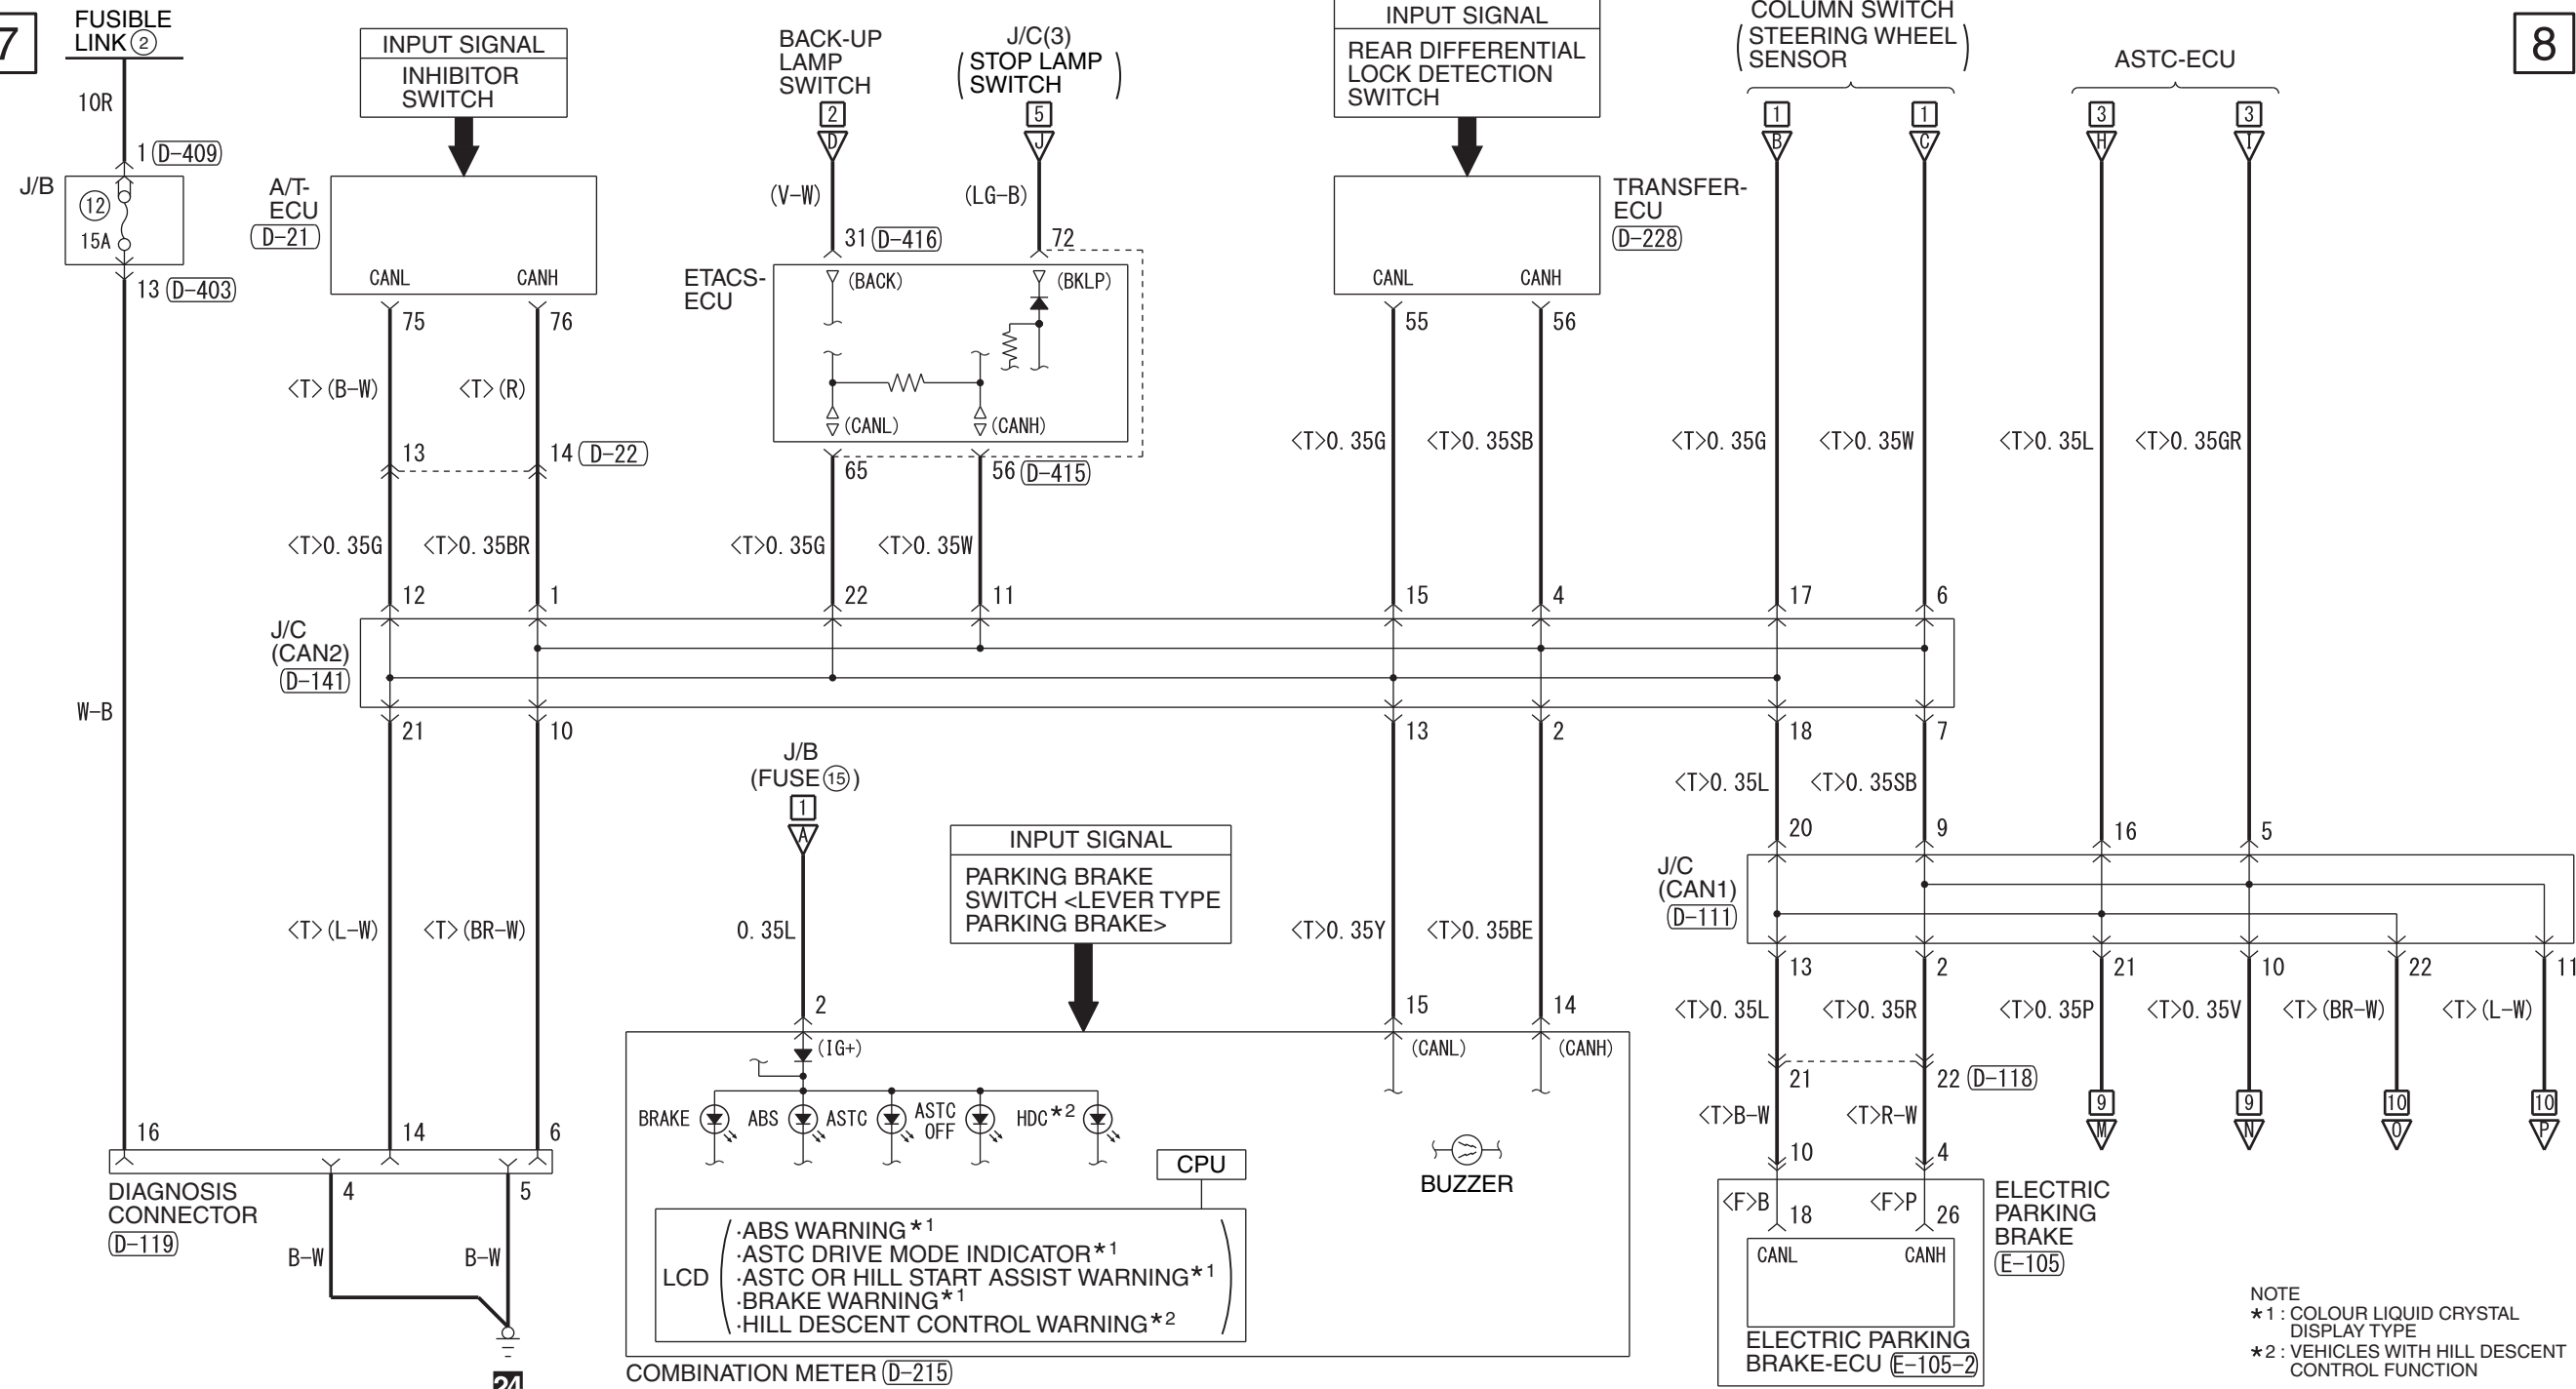 7
FUSIBLE
LINK 2
10R
1 (D-409)
J/B
12
15A
13 (D-403)
W-B
INPUT SIGNAL
INHIBITOR
SWITCH
A/T-
ECU
(D-21)
CANL
CANH
75
76
<T>(B-W)
<T>(R)
13
14 (D-22)
<T>0.35G
<T>0.35BR
12
1
BACK-UP
LAMP
SWITCH
2
D
(V-W)
31 (D-416)
J/C(3)
(STOP LAMP
SWITCH)
5
J
(LG-B)
72
ETACS-
ECU
(BACK)
(BKLP)
(CANL)
(CANH)
65
56 (D-415)
<T>0.35G
<T>0.35W
22
11
INPUT SIGNAL
REAR DIFFERENTIAL
LOCK DETECTION
SWITCH
TRANSFER-
ECU
(D-228)
CANL
CANH
55
56
<T>0.35G
<T>0.35SB
15
4
COLUMN SWITCH
(STEERING WHEEL
SENSOR)
1
B
1
C
<T>0.35G
<T>0.35W
17
6
ASTC-ECU
3
H
3
I
<T>0.35L
<T>0.35GR
8
J/C
(CAN2)
(D-141)
21
10
13
2
18
7
<T>(L-W)
<T>(BR-W)
<T>0.35Y
<T>0.35BE
<T>0.35L
<T>0.35SB
20
9
16
5
J/C
(CAN1)
(D-111)
13
2
21
10
22
11
<T>0.35L
<T>0.35R
<T>0.35P
<T>0.35V
<T>(BR-W)
<T>(L-W)
21
22 (D-118)
<T>B-W
<T>R-W
10
4
9
M
9
N
10
O
10
P
<F>B
18
<F>P
26
CANL
CANH
ELECTRIC
PARKING
BRAKE
(E-105)
ELECTRIC PARKING
BRAKE-ECU (E-105-2)
J/B
(FUSE 15)
1
A
0.35L
2
INPUT SIGNAL
PARKING BRAKE
SWITCH <LEVER TYPE
PARKING BRAKE>
15
14
(IG+)
(CANL)
(CANH)
BRAKE
ABS
ASTC
ASTC
OFF
HDC*2
CPU
BUZZER
LCD
·ABS WARNING*1
·ASTC DRIVE MODE INDICATOR*1
·ASTC OR HILL START ASSIST WARNING*1
·BRAKE WARNING*1
·HILL DESCENT CONTROL WARNING*2
COMBINATION METER (D-215)
16
14
6
DIAGNOSIS
CONNECTOR
(D-119)
4
5
B-W
B-W
24
NOTE
*1 : COLOUR LIQUID CRYSTAL
DISPLAY TYPE
*2 : VEHICLES WITH HILL DESCENT
CONTROL FUNCTION